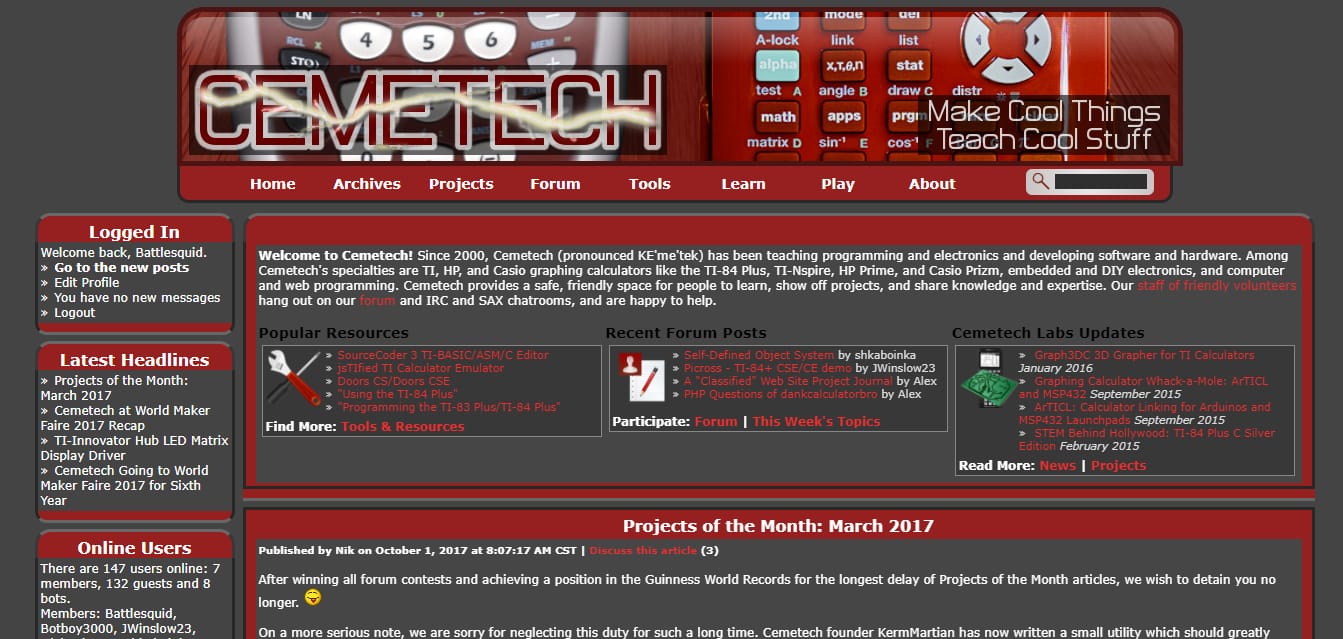 LN
2nd
mode
del
RCL X
4
5
6
MEM "
A-lock
link
list
STO›
alpha
x,τ,θ,n
stat
CEMETECH
test A
angle B
draw C
distr
math
apps
prgm
Make Cool Things
Teach Cool Stuff
0
matrix D
sin⁻¹ E
cos⁻¹ F
Home Archives Projects Forum Tools Learn Play About
Logged In
Welcome back, Battlesquid.
» Go to the new posts
» Edit Profile
» You have no new messages
» Logout
Latest Headlines
» Projects of the Month:
March 2017
» Cemetech at World Maker
Faire 2017 Recap
» TI-Innovator Hub LED Matrix
Display Driver
» Cemetech Going to World
Maker Faire 2017 for Sixth
Year
Online Users
There are 147 users online: 7
members, 132 guests and 8
bots.
Members: Battlesquid,
Botboy3000, JWinslow23,
Welcome to Cemetech! Since 2000, Cemetech (pronounced KE'me'tek) has been teaching programming and electronics and developing software and hardware. Among
Cemetech's specialties are TI, HP, and Casio graphing calculators like the TI-84 Plus, TI-Nspire, HP Prime, and Casio Prizm, embedded and DIY electronics, and computer
and web programming. Cemetech provides a safe, friendly space for people to learn, show off projects, and share knowledge and expertise. Our staff of friendly volunteers
hang out on our forum and IRC and SAX chatrooms, and are happy to help.
Popular Resources
» SourceCoder 3 TI-BASIC/ASM/C Editor
» jsTIfied TI Calculator Emulator
» Doors CS/Doors CSE
» "Using the TI-84 Plus"
» "Programming the TI-83 Plus/TI-84 Plus"
Find More: Tools & Resources
Recent Forum Posts
» Self-Defined Object System by shkaboinka
» Picross - TI-84+ CSE/CE demo by JWinslow23
» A "Classified" Web Site Project Journal by Alex
» PHP Questions of dankcalculatorbro by Alex
Participate: Forum | This Week's Topics
Cemetech Labs Updates
» Graph3DC 3D Grapher for TI Calculators
January 2016
» Graphing Calculator Whack-a-Mole: ArTICL
and MSP432 September 2015
» ArTICL: Calculator Linking for Arduinos and
MSP432 Launchpads September 2015
» STEM Behind Hollywood: TI-84 Plus C Silver
Edition February 2015
Read More: News | Projects
Projects of the Month: March 2017
Published by Nik on October 1, 2017 at 8:07:17 AM CST | Discuss this article (3)
After winning all forum contests and achieving a position in the Guinness World Records for the longest delay of Projects of the Month articles, we wish to detain you no
longer.
On a more serious note, we are sorry for neglecting this duty for such a long time. Cemetech founder KermMartian has now written a small utility which should greatly